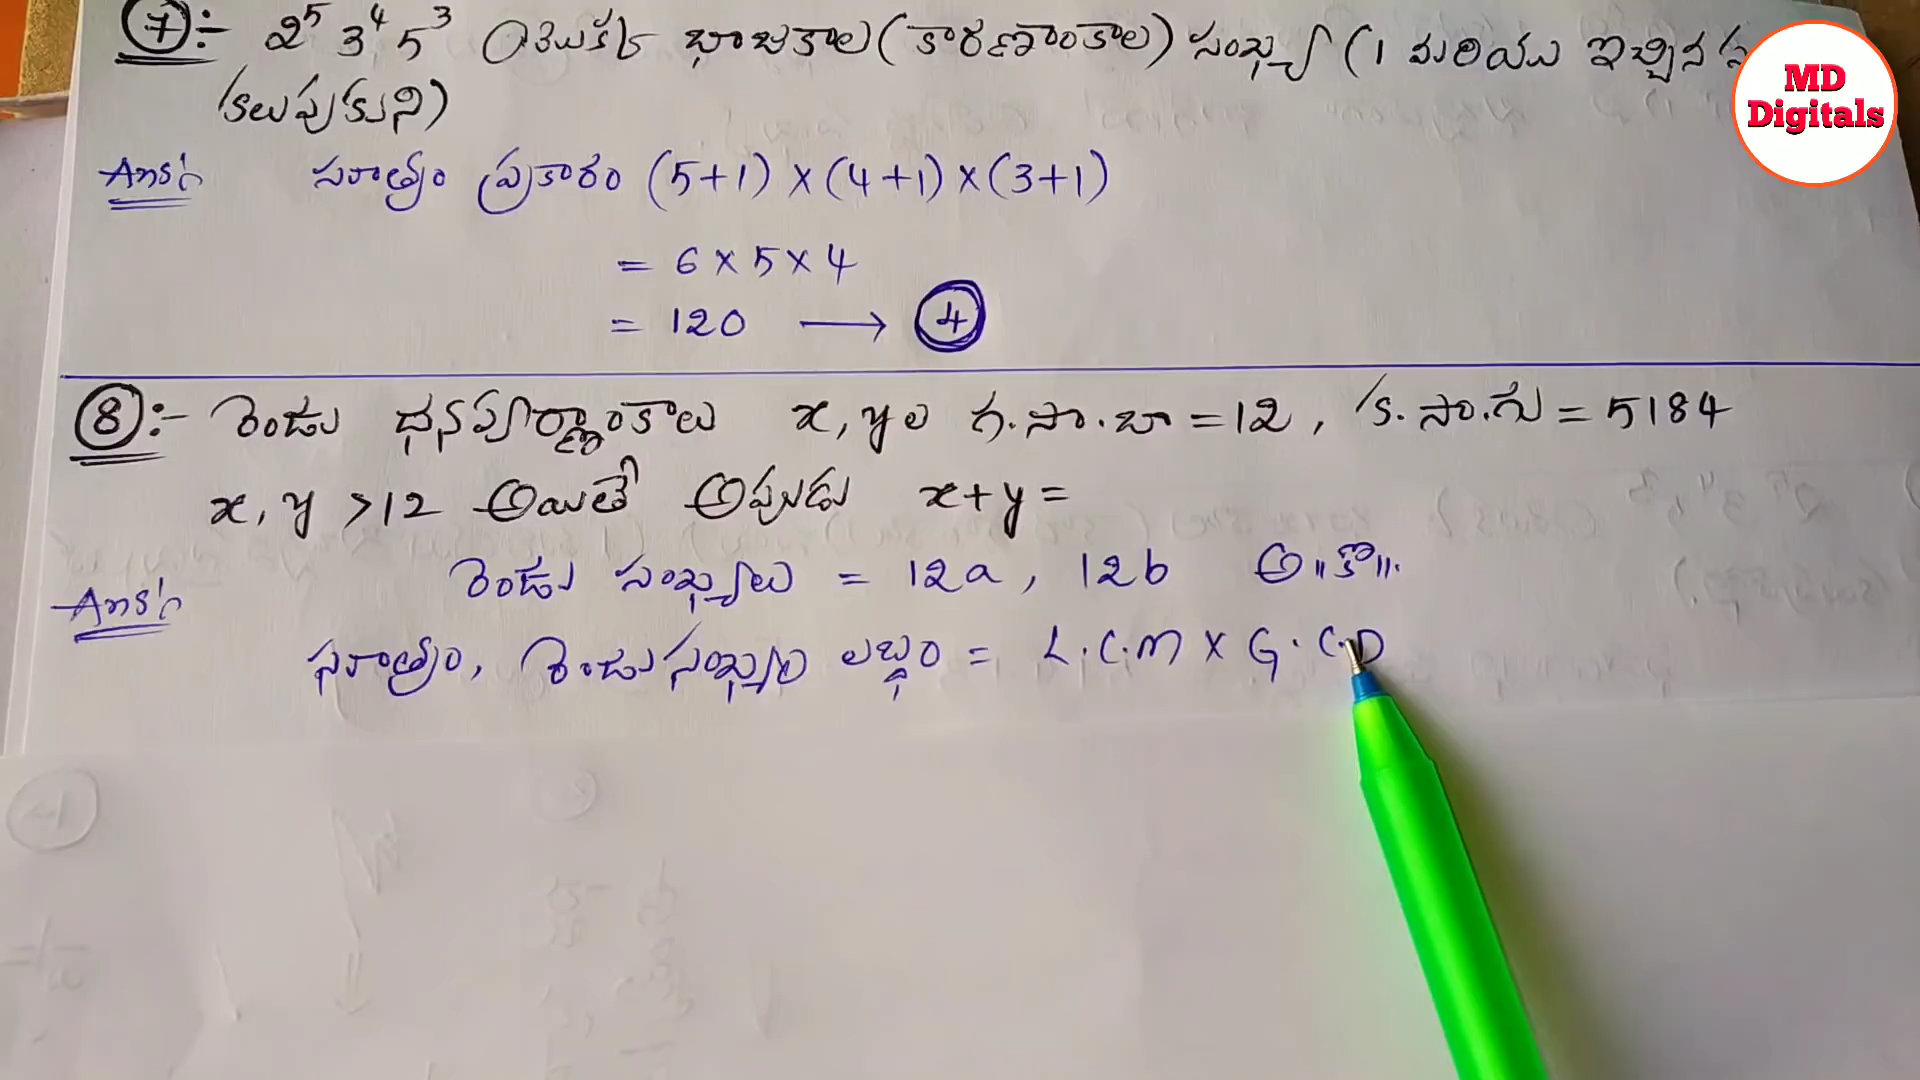 7:- 2⁵ 3⁴ 5³ యొక్క భాజకాల (కారణాంకాల) సంఖ్య (1 మరియు ఇచ్చిన
కలుపుకుని)
Ans: సూత్రం ప్రకారం (5+1) × (4+1) × (3+1)
= 6 × 5 × 4
= 120 → 4
8:- రెండు ధనపూర్ణాంకాలు x, y ల గ.సా.బా = 12, క.సా.గు = 5184
x, y > 12 అయితే అప్పుడు x+y =
Ans: రెండు సంఖ్యలు = 12a, 12b అ॥కో॥.
సూత్రం, రెండు సంఖ్యల లబ్ధం = L.C.M × G.C.D
MD
Digitals